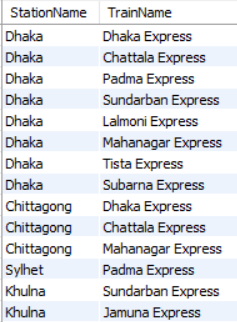 StationName TrainName
Dhaka Dhaka Express
Dhaka Chattala Express
Dhaka Padma Express
Dhaka Sundarban Express
Dhaka Lalmoni Express
Dhaka Mahanagar Express
Dhaka Tista Express
Dhaka Subarna Express
Chittagong Dhaka Express
Chittagong Chattala Express
Chittagong Mahanagar Express
Sylhet Padma Express
Khulna Sundarban Express
Khulna Jamuna Express